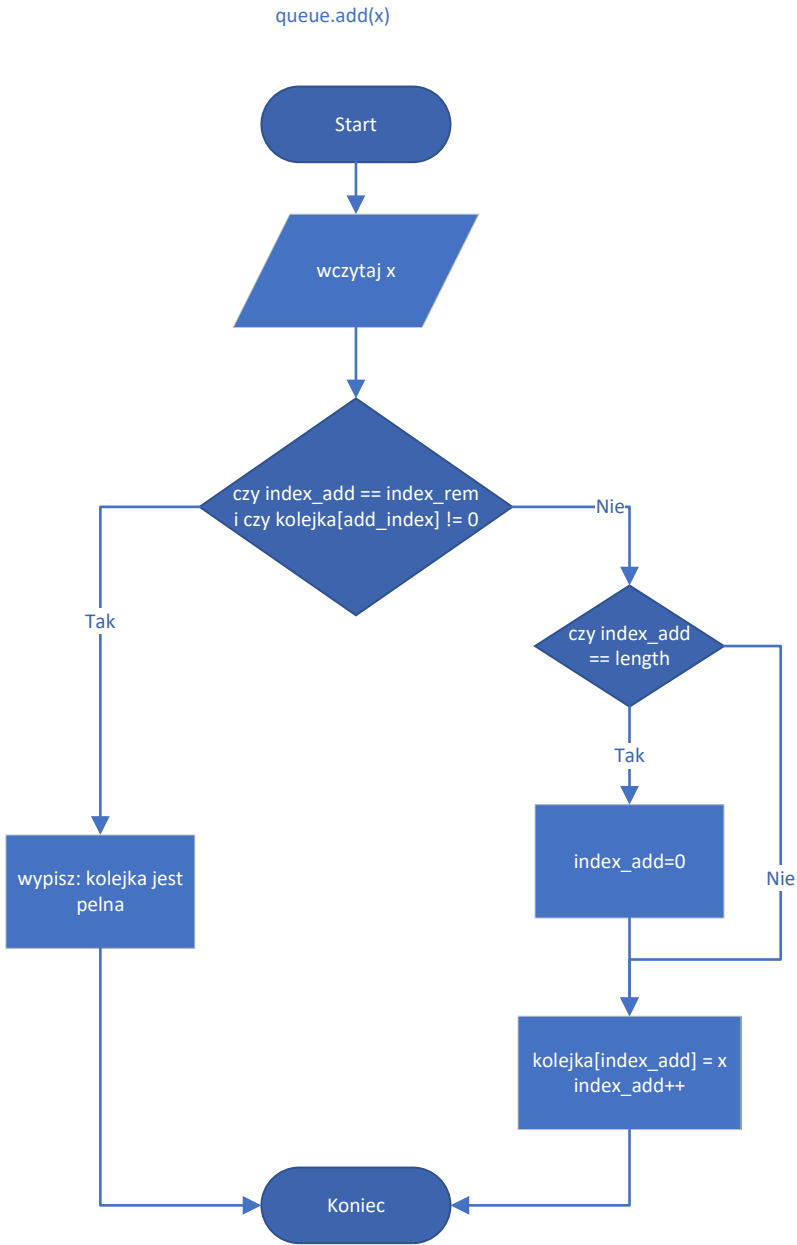 queue.add(x)
Start
wczytaj x
czy index_add == index_rem
i czy kolejka[add_index] != 0
Nie
Tak
czy index_add
== length
Tak
index_add=0
Nie
wypisz: kolejka jest
pelna
kolejka[index_add] = x
index_add++
Koniec